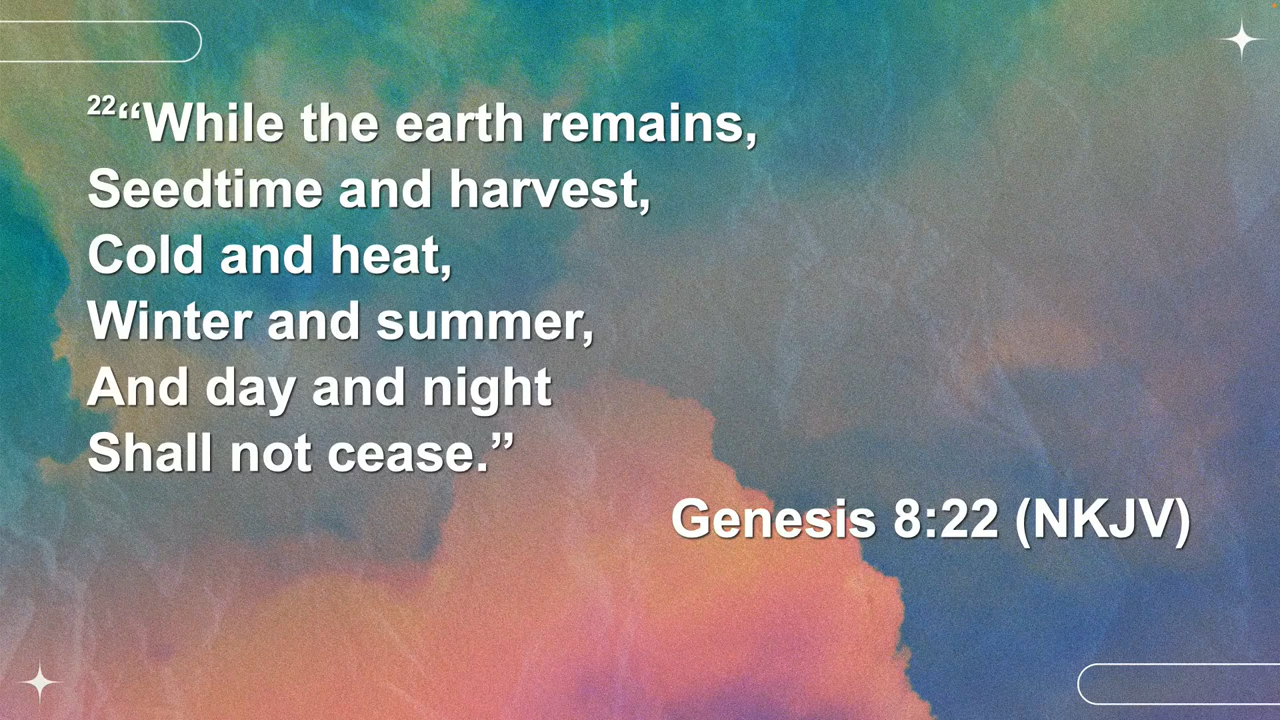 22“While the earth remains,
Seedtime and harvest,
Cold and heat,
Winter and summer,
And day and night
Shall not cease.”
Genesis 8:22 (NKJV)